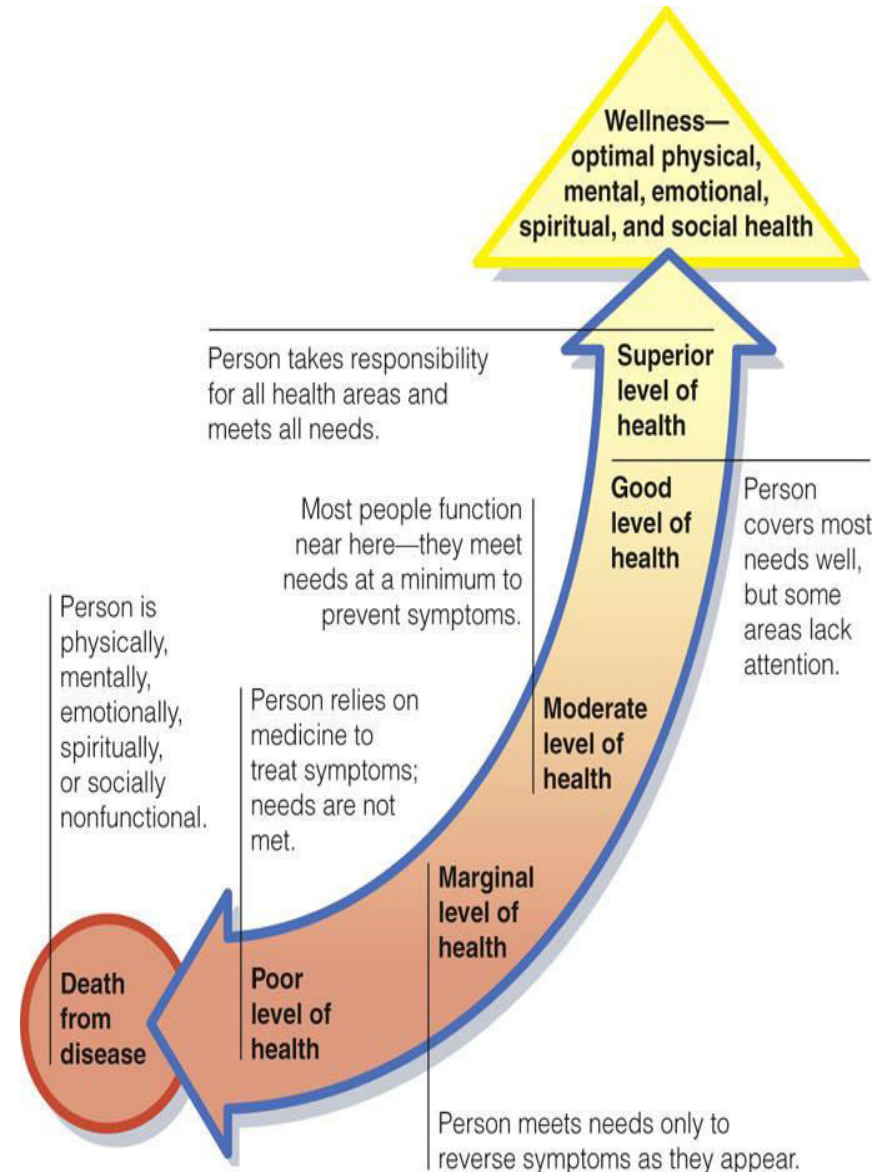 Wellness—
optimal physical,
mental, emotional,
spiritual, and social health
Person takes responsibility
for all health areas and
meets all needs.
Superior
level of
health
Good
level of
health
Person
covers most
needs well,
but some
areas lack
attention.
Most people function
near here—they meet
needs at a minimum to
prevent symptoms.
Moderate
level of
health
Person is
physically,
mentally,
emotionally,
spiritually,
or socially
nonfunctional.
Person relies on
medicine to
treat symptoms;
needs are not
met.
Marginal
level of
health
Death
from
disease
Poor
level of
health
Person meets needs only to
reverse symptoms as they appear.